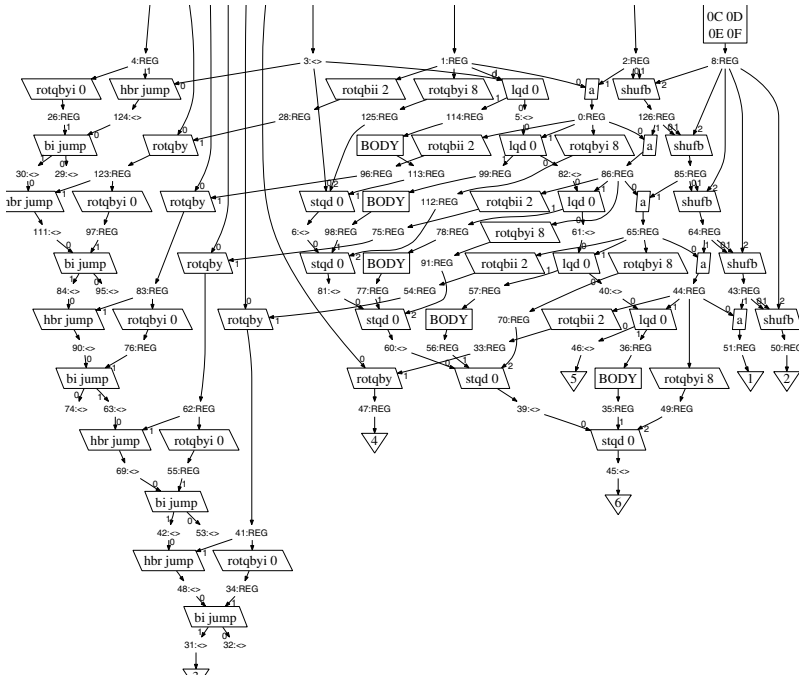 0C 0D
0E 0F
4:REG 3:<> 1:REG 2:REG 8:REG
rotqbyi 0 hbr jump rotqbii 2 rotqbyi 8 lqd 0 a shufb
26:REG 124:<> 28:REG 125:REG 114:REG 5:<> 0:REG 126:REG
bi jump rotqby BODY rotqbii 2 lqd 0 rotqbyi 8 a shufb
30:<> 29:<> 123:REG 96:REG 113:REG 99:REG 82:<> 86:REG 85:REG
hbr jump rotqbyi 0 rotqby stqd 0 BODY 112:REG rotqbii 2 lqd 0 a shufb
111:<> 97:REG 6:<> 98:REG 75:REG 78:REG rotqbyi 8 61:<> 65:REG 64:REG
bi jump rotqby stqd 0 BODY 91:REG rotqbii 2 lqd 0 rotqbyi 8 a shufb
84:<> 95:<> 83:REG 81:<> 77:REG 54:REG 57:REG 40:<> 44:REG 43:REG
hbr jump rotqbyi 0 rotqby stqd 0 BODY 70:REG rotqbii 2 lqd 0 a shufb
90:<> 76:REG 60:<> 56:REG 33:REG 46:<> 36:REG 51:REG 50:REG
bi jump rotqby stqd 0 5 BODY rotqbyi 8 1 2
74:<> 63:<> 62:REG 47:REG 39:<> 35:REG 49:REG
hbr jump rotqbyi 0 4 stqd 0
69:<> 55:REG 45:<>
bi jump 6
42:<> 53:<> 41:REG
hbr jump rotqbyi 0
48:<> 34:REG
bi jump
31:<> 32:<>